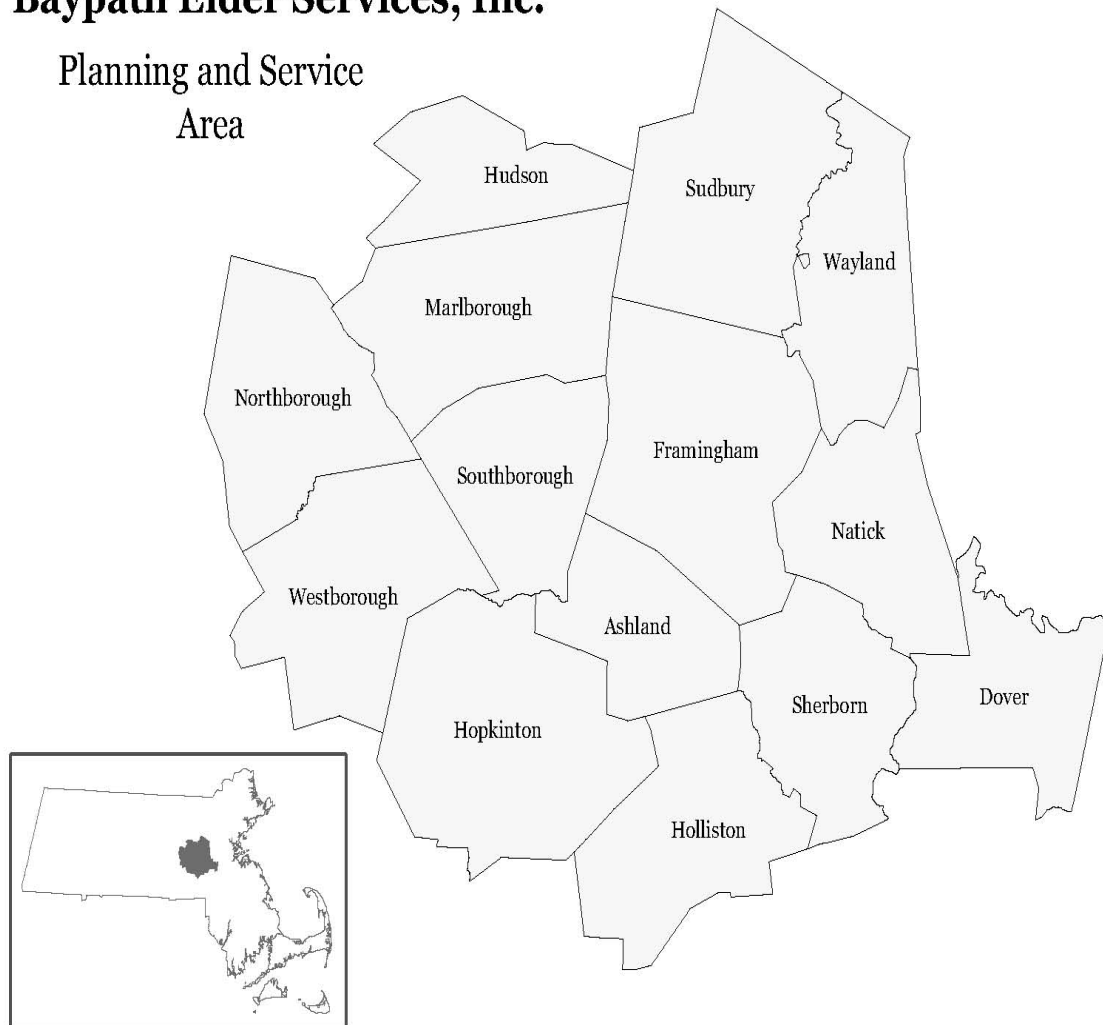 Baypath Elder Services, Inc.
Planning and Service
Area
Hudson
Sudbury
Wayland
Marlborough
Northborough
Framingham
Southborough
Natick
Westborough
Ashland
Dover
Sherborn
Hopkinton
Holliston